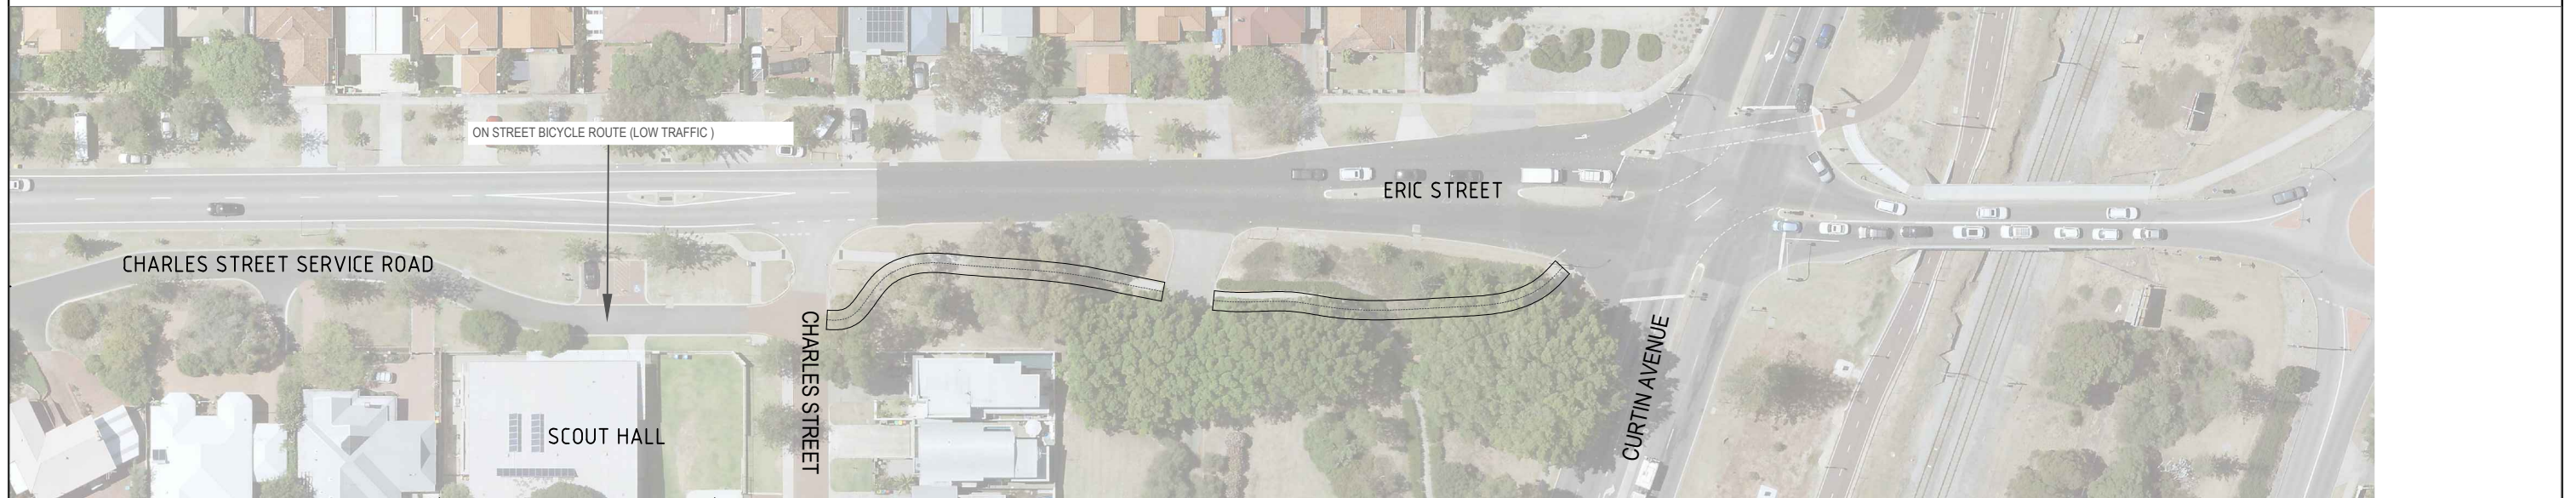 ON STREET BICYCLE ROUTE (LOW TRAFFIC )
ERIC STREET
CHARLES STREET SERVICE ROAD
CHARLES STREET
CURTIN AVENUE
SCOUT HALL